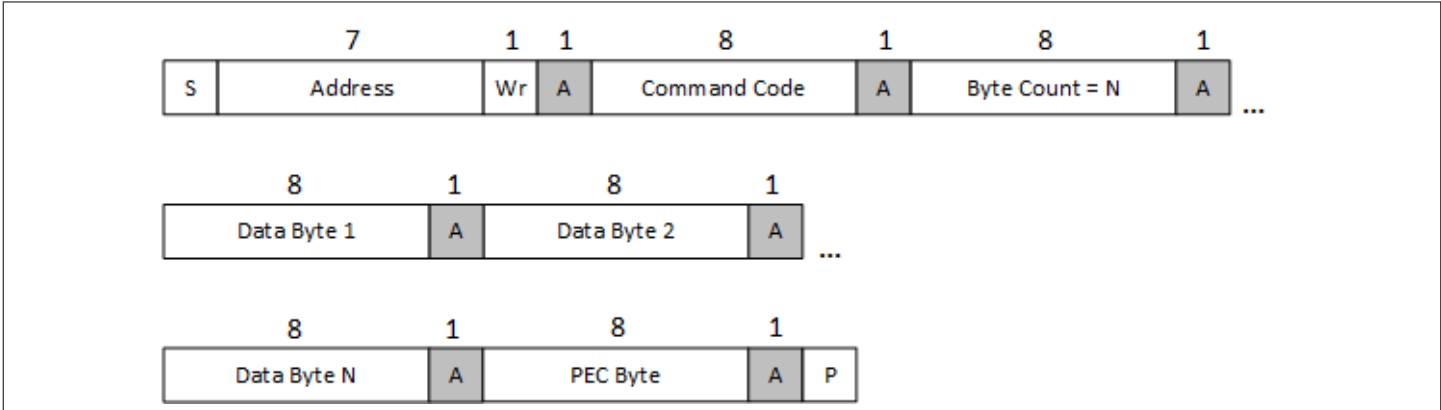 7 1 1 8 1 8 1
S Address Wr A Command Code A Byte Count = N A ...
8 1 8 1
Data Byte 1 A Data Byte 2 A ...
8 1 8 1
Data Byte N A PEC Byte A P